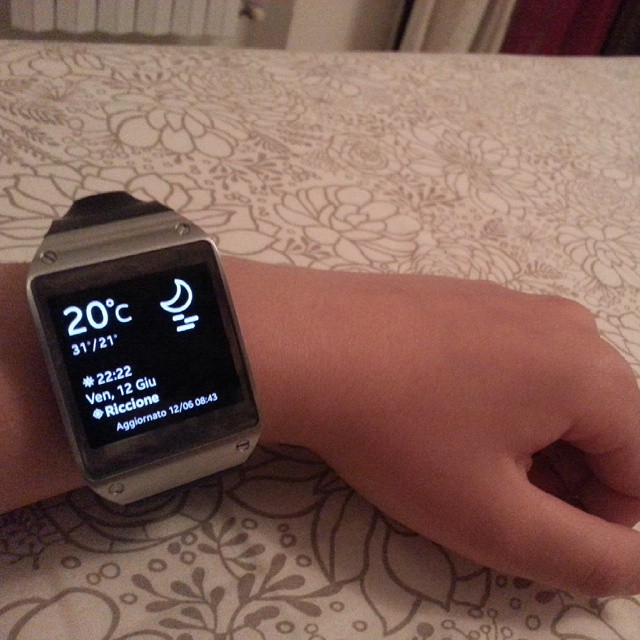 20°C
31°/21°
22:22
Ven, 12 Giu
Riccione
Aggiornato 12/06 08:43